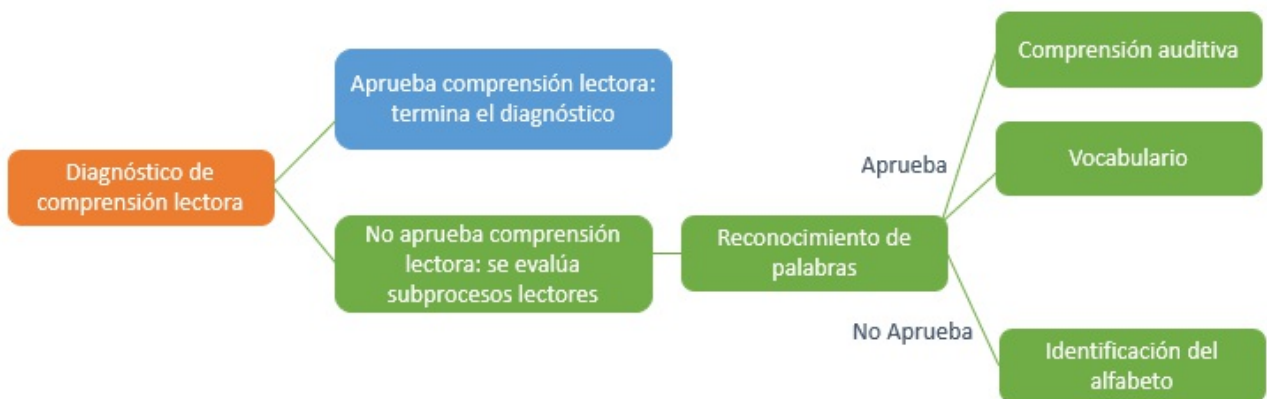 Diagnóstico de
comprensión lectora
Aprueba comprensión lectora:
termina el diagnóstico
No aprueba comprensión
lectora: se evalúa
subprocesos lectores
Reconocimiento de
palabras
Aprueba
Comprensión auditiva
Vocabulario
No Aprueba
Identificación del
alfabeto